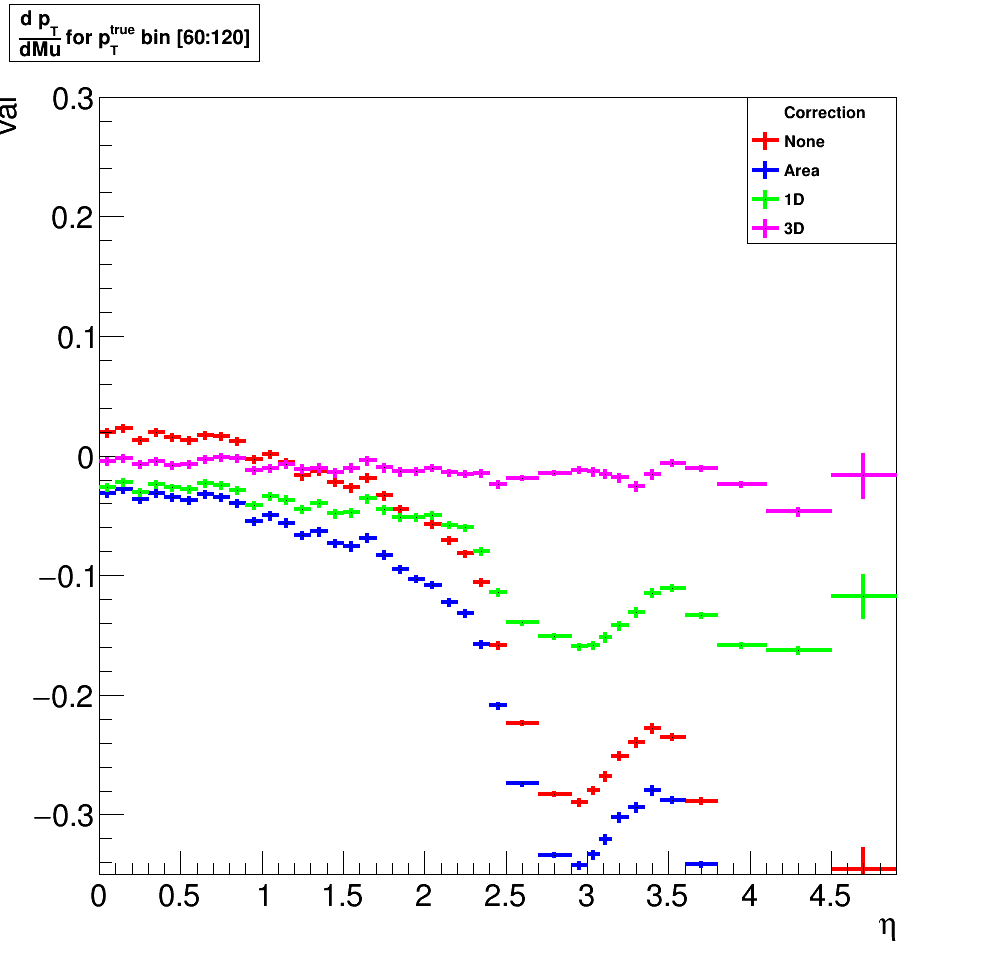 d p_T
dMu for p_T^true bin [60:120]
val
0.3
0.2
0.1
0
−0.1
−0.2
−0.3
Correction
None
Area
1D
3D
0 0.5 1 1.5 2 2.5 3 3.5 4 4.5
η